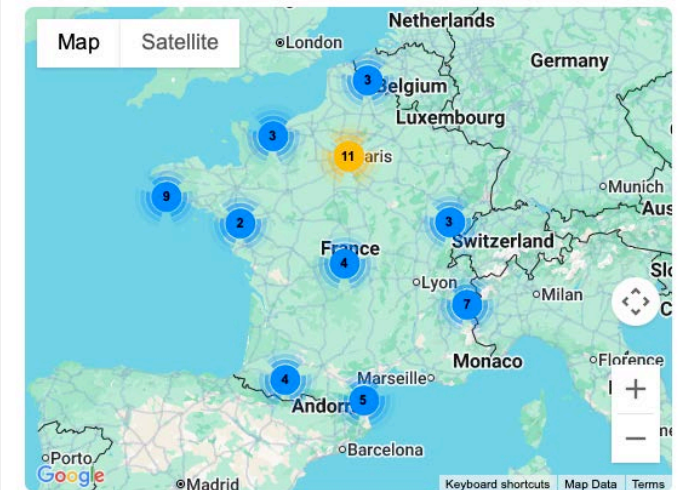 Map
Satellite
Netherlands
London
Germany
3
Belgium
Luxembourg
3
11
aris
Munich
9
Aus
2
3
Switzerland
France
4
Slo
Lyon
7
Milan
C
Monaco
Florence
4
Marseille
5
Andorr
Barcelona
ne
Porto
Google
Madrid
Keyboard shortcuts
Map Data
Terms